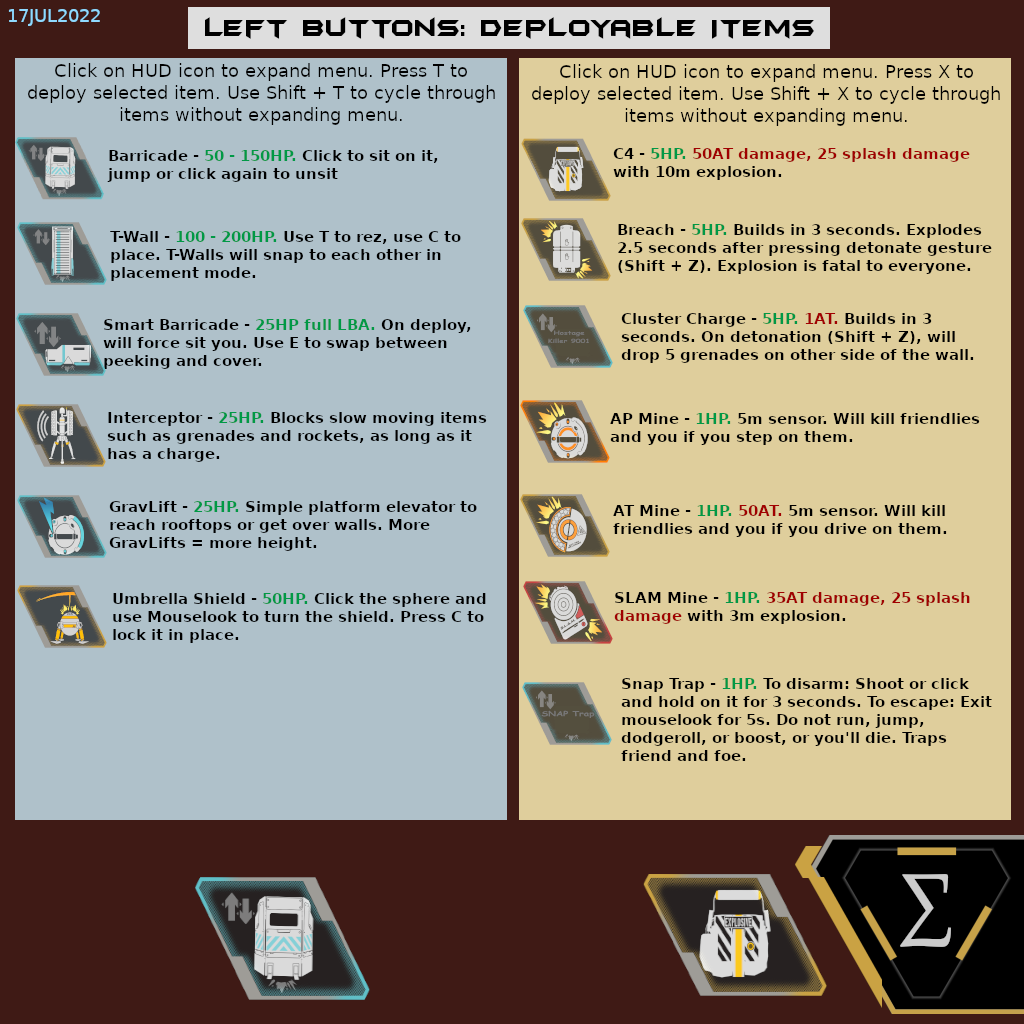 17JUL2022
LEFT BUTTONS: DEPLOYABLE ITEMS
Click on HUD icon to expand menu. Press T to
deploy selected item. Use Shift + T to cycle through
items without expanding menu.
Barricade - 50 - 150HP. Click to sit on it,
jump or click again to unsit
T-Wall - 100 - 200HP. Use T to rez, use C to
place. T-Walls will snap to each other in
placement mode.
Smart Barricade - 25HP full LBA. On deploy,
will force sit you. Use E to swap between
peeking and cover.
Interceptor - 25HP. Blocks slow moving items
such as grenades and rockets, as long as it
has a charge.
GravLift - 25HP. Simple platform elevator to
reach rooftops or get over walls. More
GravLifts = more height.
Umbrella Shield - 50HP. Click the sphere and
use Mouselook to turn the shield. Press C to
lock it in place.
Click on HUD icon to expand menu. Press X to
deploy selected item. Use Shift + X to cycle through
items without expanding menu.
C4 - 5HP. 50AT damage, 25 splash damage
with 10m explosion.
Breach - 5HP. Builds in 3 seconds. Explodes
2.5 seconds after pressing detonate gesture
(Shift + Z). Explosion is fatal to everyone.
Hostage
Killer 9001
Cluster Charge - 5HP. 1AT. Builds in 3
seconds. On detonation (Shift + Z), will
drop 5 grenades on other side of the wall.
AP Mine - 1HP. 5m sensor. Will kill friendlies
and you if you step on them.
AT Mine - 1HP. 50AT. 5m sensor. Will kill
friendlies and you if you drive on them.
SLAM
SLAM Mine - 1HP. 35AT damage, 25 splash
damage with 3m explosion.
SNAP Trap
Snap Trap - 1HP. To disarm: Shoot or click
and hold on it for 3 seconds. To escape: Exit
mouselook for 5s. Do not run, jump,
dodgeroll, or boost, or you'll die. Traps
friend and foe.
EXPLOSIVE
Σ